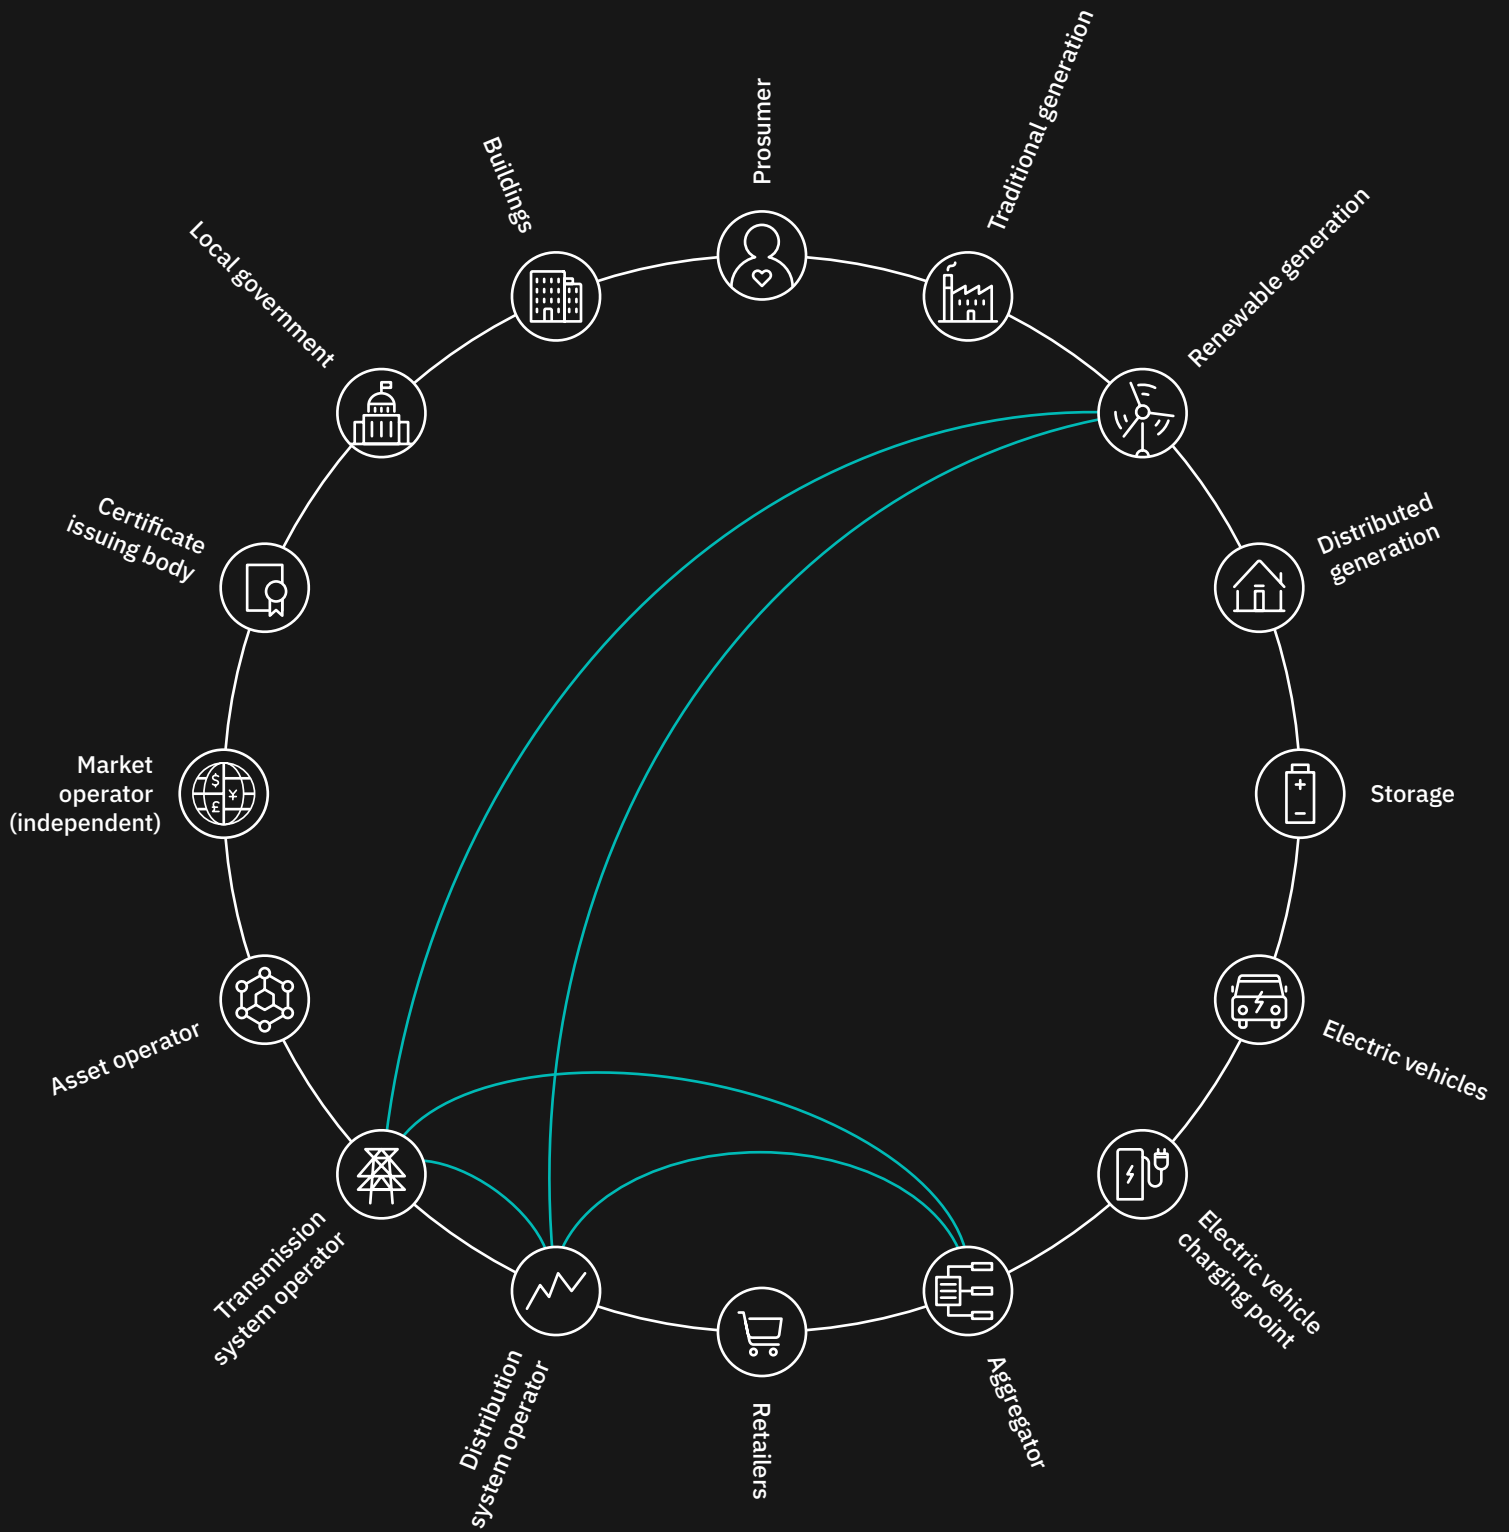 Prosumer
Traditional generation
Renewable generation
Distributed
generation
Storage
Electric vehicles
Electric vehicle
charging point
Aggregator
Retailers
Distribution
system operator
Transmission
system operator
Asset operator
Market
operator
(independent)
$
¥
£
Certificate
issuing body
Local government
Buildings